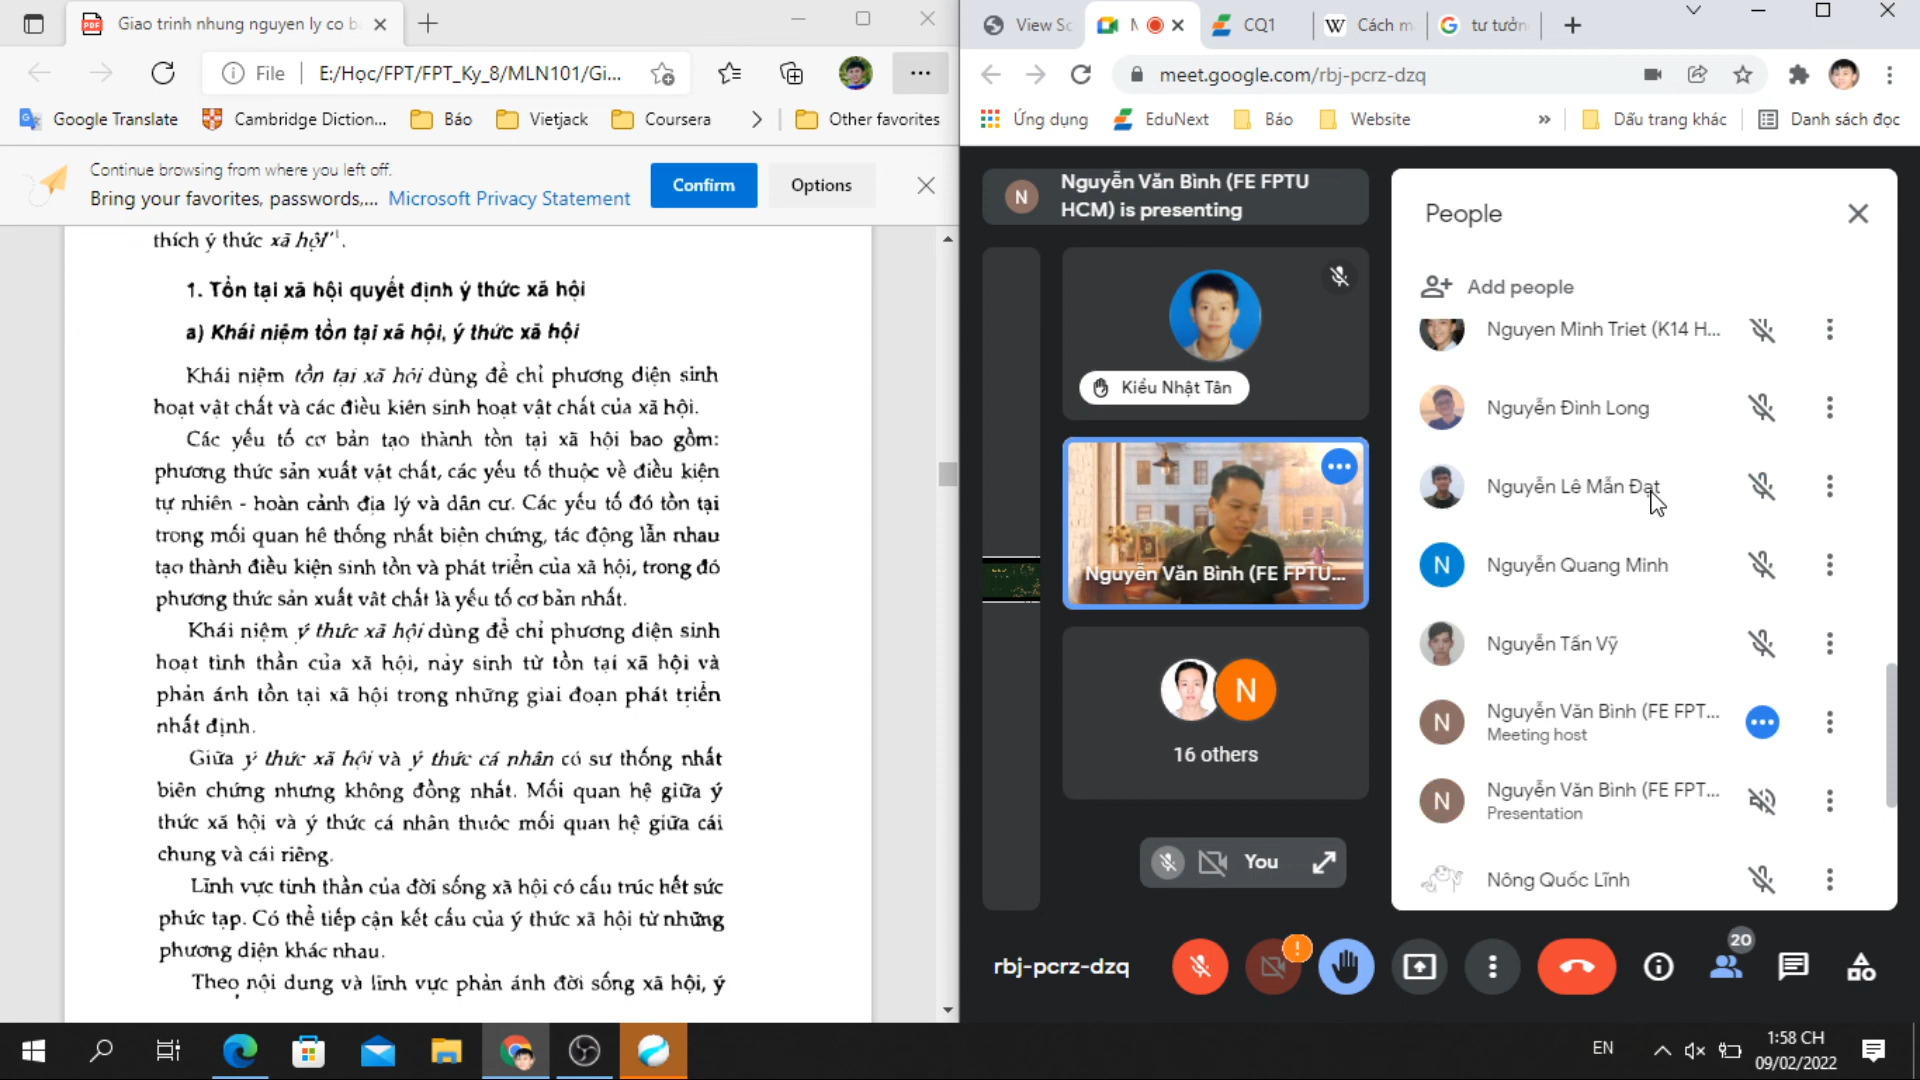 Giao trinh nhung nguyen ly co b
File
E:/Học/FPT/FPT_Ky_8/MLN101/Gi...
Google Translate
Cambridge Diction...
Báo
Vietjack
Coursera
Other favorites
Continue browsing from where you left off.
Bring your favorites, passwords,... Microsoft Privacy Statement
Confirm
Options
thích ý thức xã hội"¹.
1. Tồn tại xã hội quyết định ý thức xã hội
a) Khái niệm tồn tại xã hội, ý thức xã hội
Khái niệm tồn tại xã hội dùng để chỉ phương diện sinh
hoạt vật chất và các điều kiện sinh hoạt vật chất của xã hội.
Các yếu tố cơ bản tạo thành tồn tại xã hội bao gồm:
phương thức sản xuất vật chất, các yếu tố thuộc về điều kiện
tự nhiên - hoàn cảnh địa lý và dân cư. Các yếu tố đó tồn tại
trong mối quan hệ thống nhất biện chứng, tác động lẫn nhau
tạo thành điều kiện sinh tồn và phát triển của xã hội, trong đó
phương thức sản xuất vật chất là yếu tố cơ bản nhất.
Khái niệm ý thức xã hội dùng để chỉ phương diện sinh
hoạt tinh thần của xã hội, nảy sinh từ tồn tại xã hội và
phản ánh tồn tại xã hội trong những giai đoạn phát triển
nhất định.
Giữa ý thức xã hội và ý thức cá nhân có sự thống nhất
biện chứng nhưng không đồng nhất. Mối quan hệ giữa ý
thức xã hội và ý thức cá nhân thuộc mối quan hệ giữa cái
chung và cái riêng.
Lĩnh vực tinh thần của đời sống xã hội có cấu trúc hết sức
phức tạp. Có thể tiếp cận kết cấu của ý thức xã hội từ những
phương diện khác nhau.
Theo nội dung và lĩnh vực phản ánh đời sống xã hội, ý
View Sc
M
CQ1
Cách m
tư tưởn
meet.google.com/rbj-pcrz-dzq
Ứng dụng
EduNext
Báo
Website
Dấu trang khác
Danh sách đọc
N
Nguyễn Văn Bình (FE FPTU
HCM) is presenting
Kiều Nhật Tân
Nguyễn Văn Bình (FE FPTU...
N
16 others
You
People
Add people
Nguyen Minh Triet (K14 H...
Nguyễn Đình Long
Nguyễn Lê Mẫn Đạt
N
Nguyễn Quang Minh
Nguyễn Tấn Vỹ
N
Nguyễn Văn Bình (FE FPT...
Meeting host
N
Nguyễn Văn Bình (FE FPT...
Presentation
Nông Quốc Lĩnh
rbj-pcrz-dzq
20
EN
1:58 CH
09/02/2022